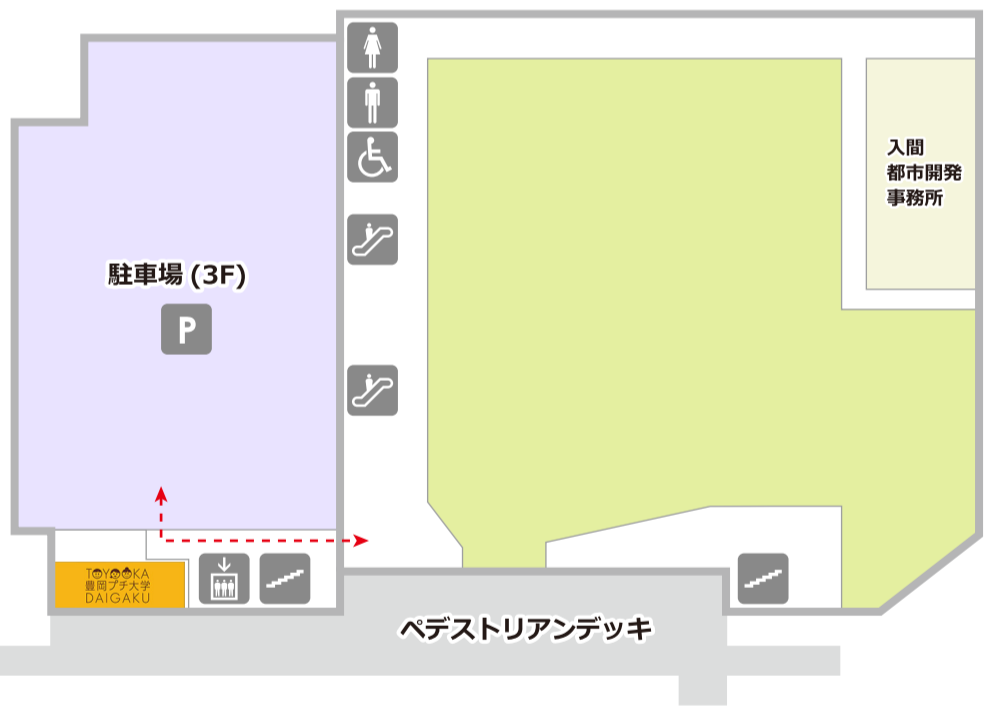 入間
都市開発
事務所
駐車場 (3F)
P
TOYOOKA
豊岡プチ大学
DAIGAKU
ペデストリアンデッキ